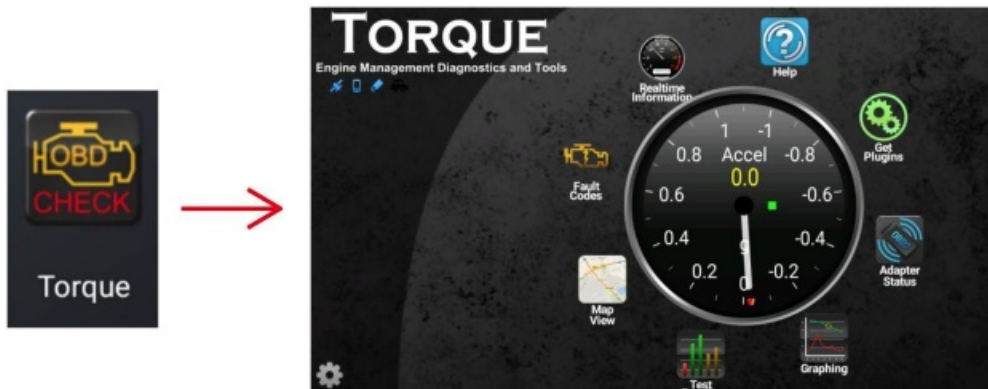 OBD
CHECK
Torque
TORQUE
Engine Management Diagnostics and Tools
Realtime
Information
Help
Get
Plugins
Fault
Codes
Adapter
Status
Map
View
Graphing
Test
1
-1
0.8
Accel
-0.8
0.0
0.6
-0.6
0.4
g
-0.4
0.2
0
-0.2